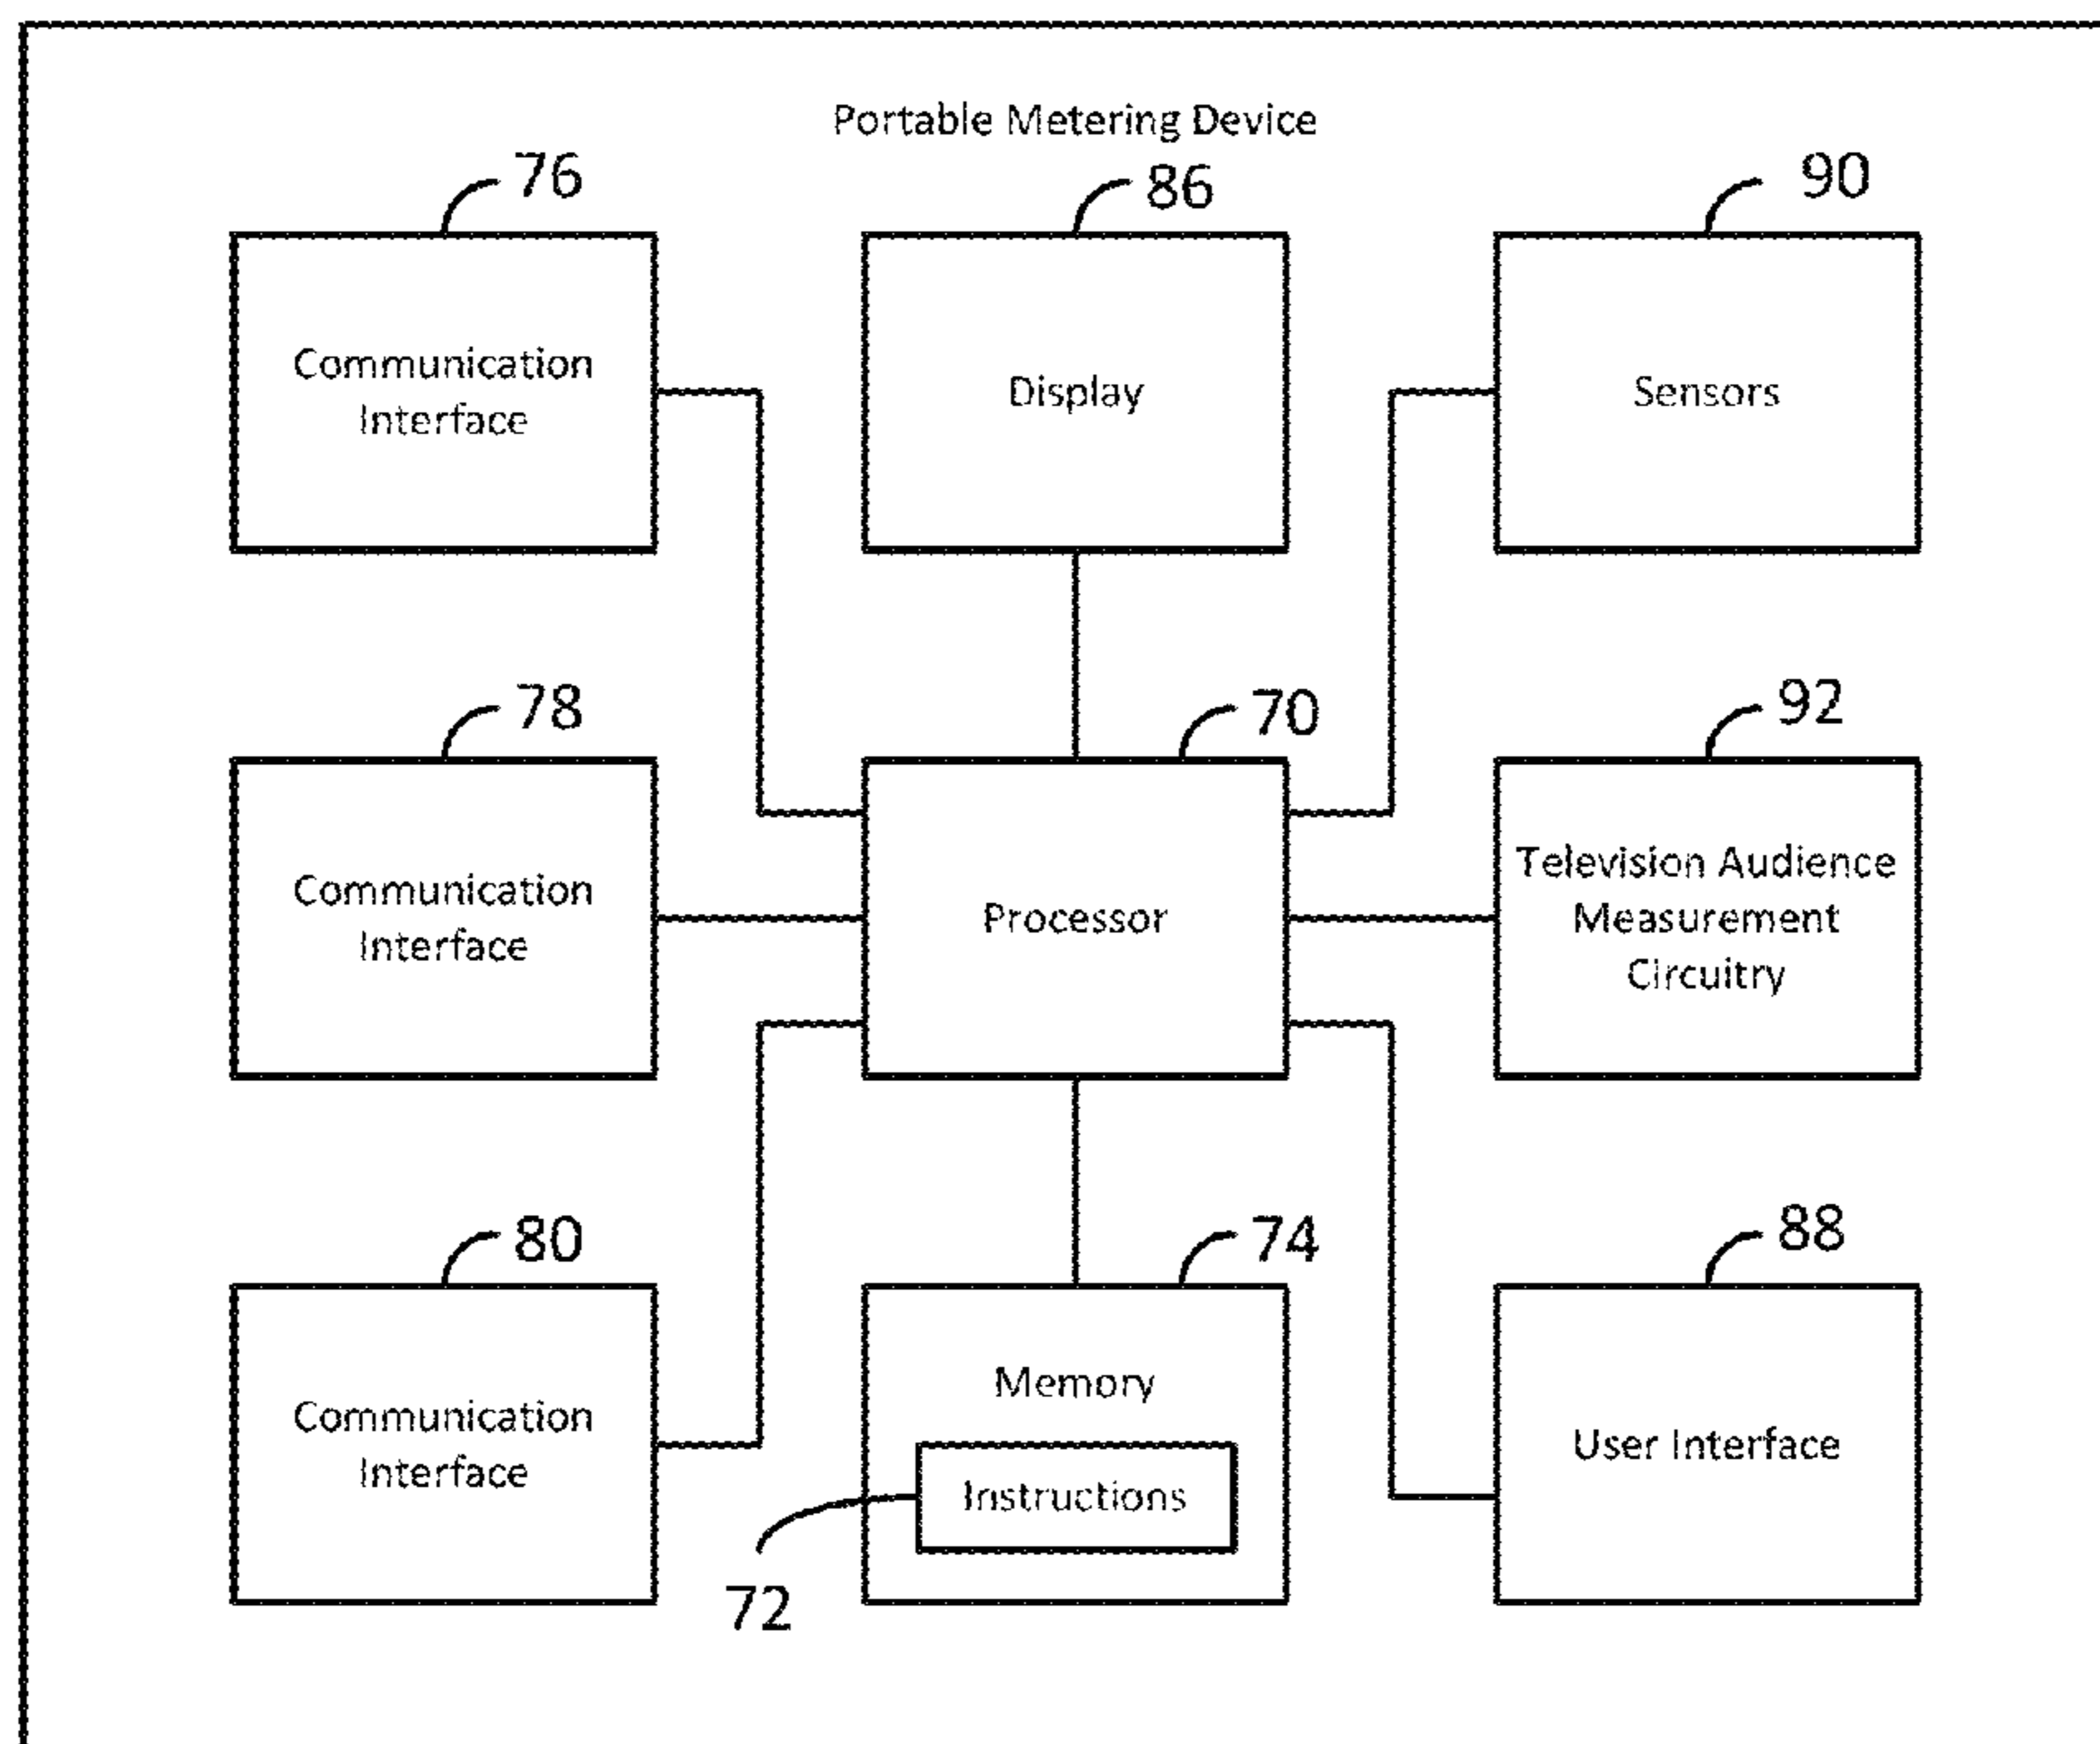 Portable Metering Device
76
86
90
Communication
Interface
Display
Sensors
78
70
92
Communication
Interface
Processor
Television Audience
Measurement
Circuitry
80
74
88
Communication
Interface
Memory
Instructions
User Interface
72